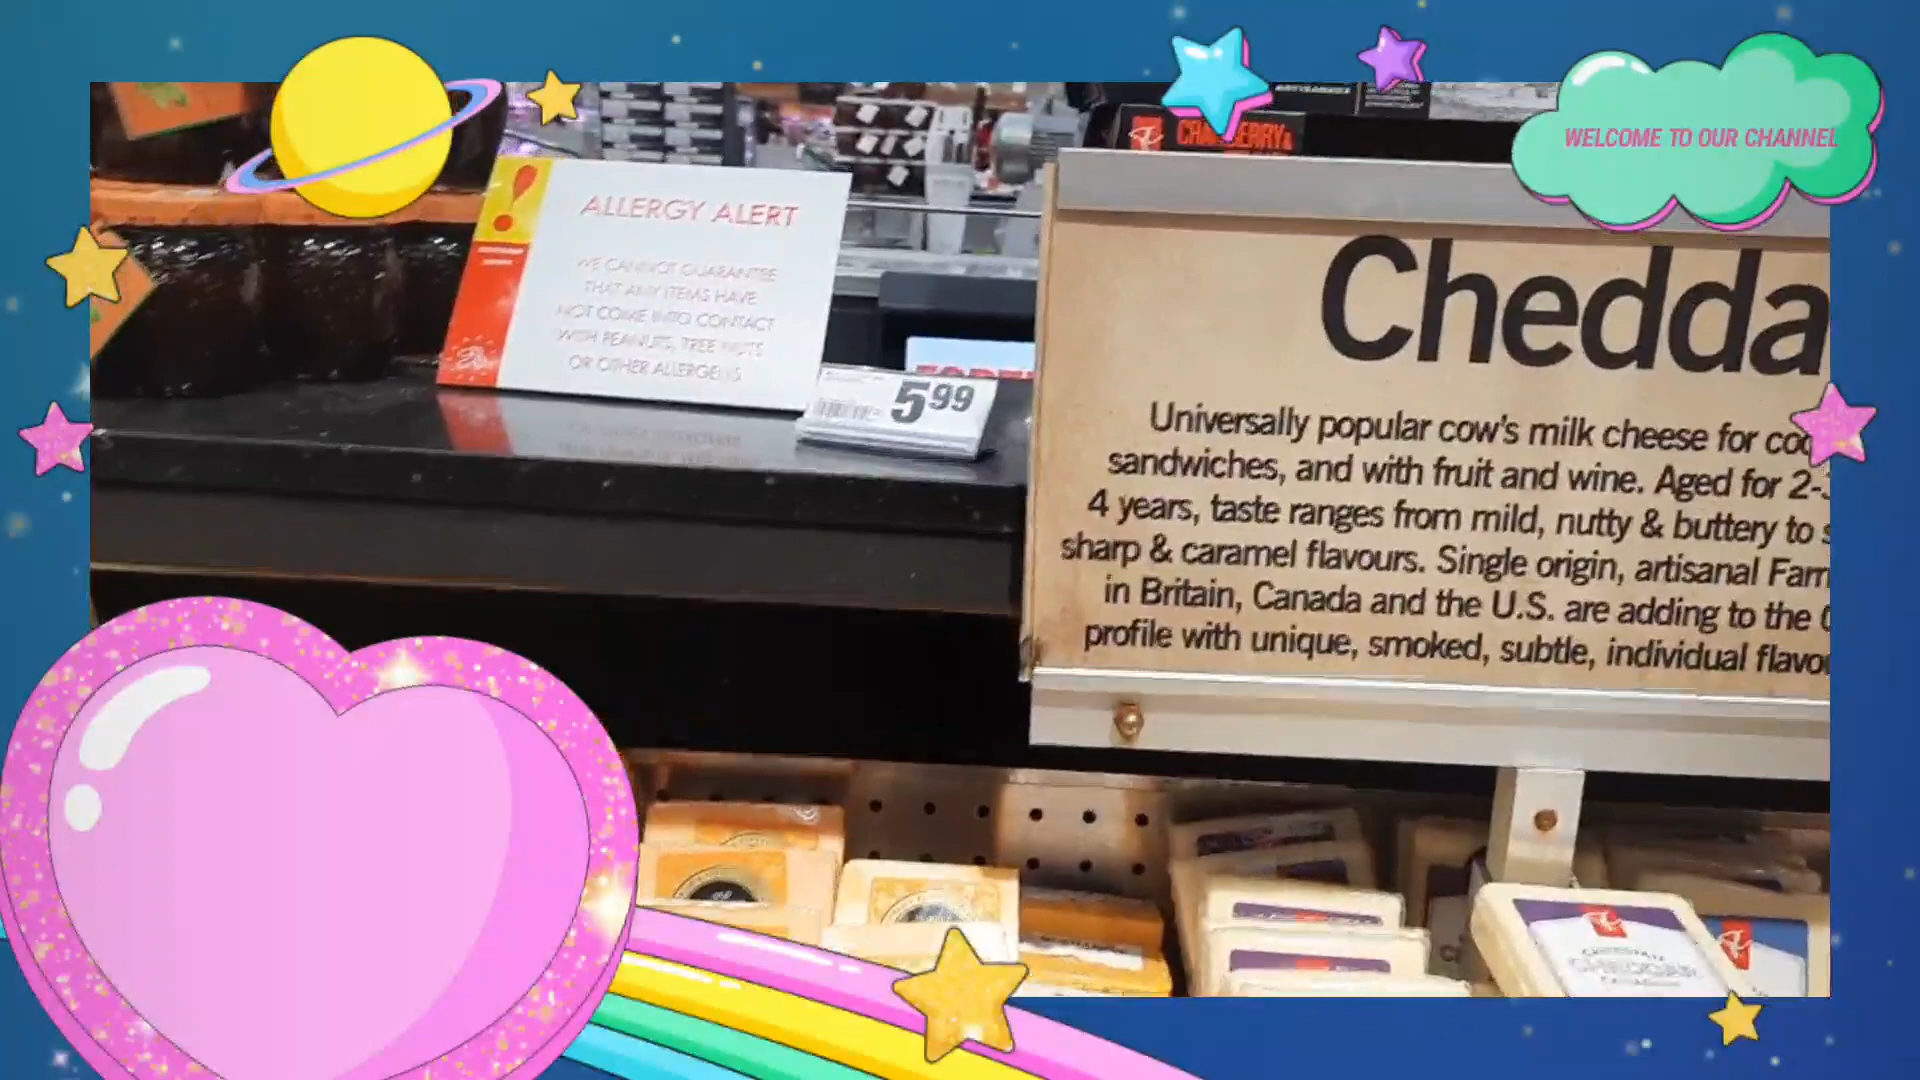 WELCOME TO OUR CHANNEL
ALLERGY ALERT
WE CANNOT GUARANTEE
THAT ANY ITEMS HAVE
NOT COME INTO CONTACT
WITH PEANUTS, TREE NUTS
OR OTHER ALLERGENS
5.99
Chedda
Universally popular cow's milk cheese for coo
sandwiches, and with fruit and wine. Aged for 2-
4 years, taste ranges from mild, nutty & buttery to s
sharp & caramel flavours. Single origin, artisanal Farm
in Britain, Canada and the U.S. are adding to the
profile with unique, smoked, subtle, individual flavou
CHEDDAR